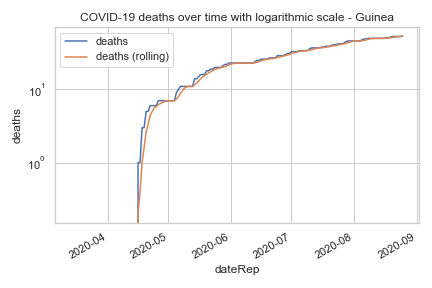 COVID-19 deaths over time with logarithmic scale - Guinea
deaths
deaths (rolling)
10¹
10⁰
deaths
2020-04
2020-05
2020-06
2020-07
2020-08
2020-09
dateRep